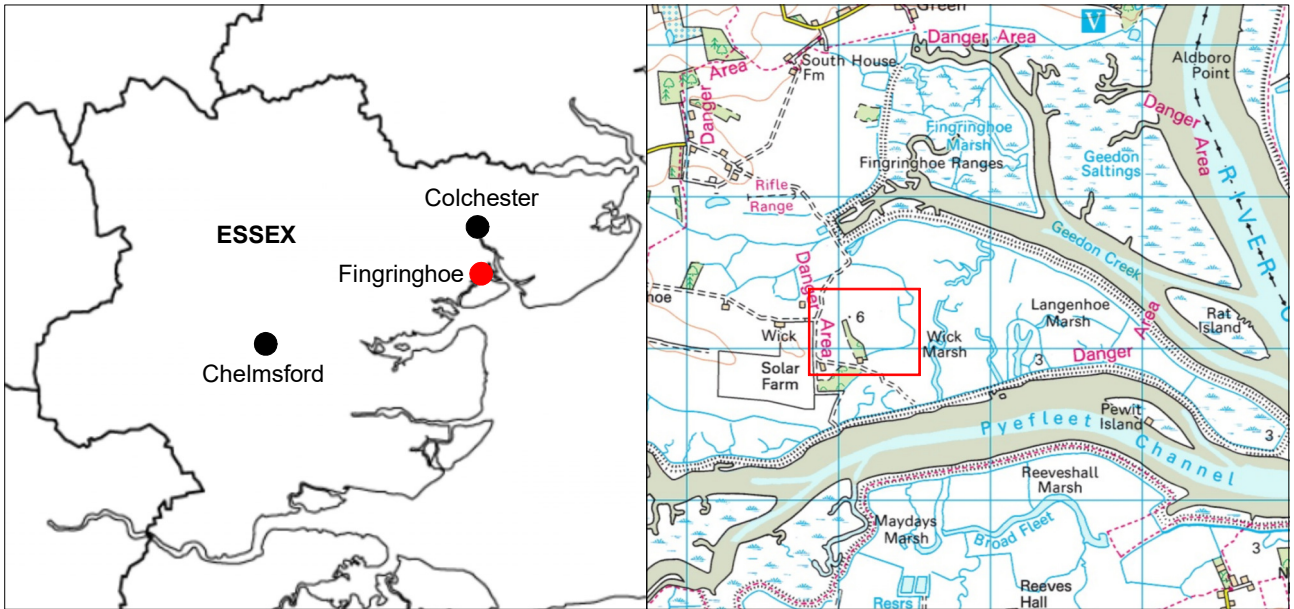 Colchester
ESSEX
Fingringhoe
Chelmsford
Green
V
Danger Area
Aldboro
Point
South House
Fm
Danger
Area
Fingringhoe
Marsh
Fingringhoe Ranges
Danger
Area
Geedon
Saltings
RIVER
Rifle
Range
Geedon Creek
Danger
Area
hoe
6
Wick
Wick
Marsh
Langenhoe
Marsh
3
Area
Danger
Rat
Island
Solar
Farm
Pewit
Island
3
Pyefleet
Channel
Reeveshall
Marsh
Maydays
Marsh
Broad Fleet
3
Resrs
Reeves
Hall